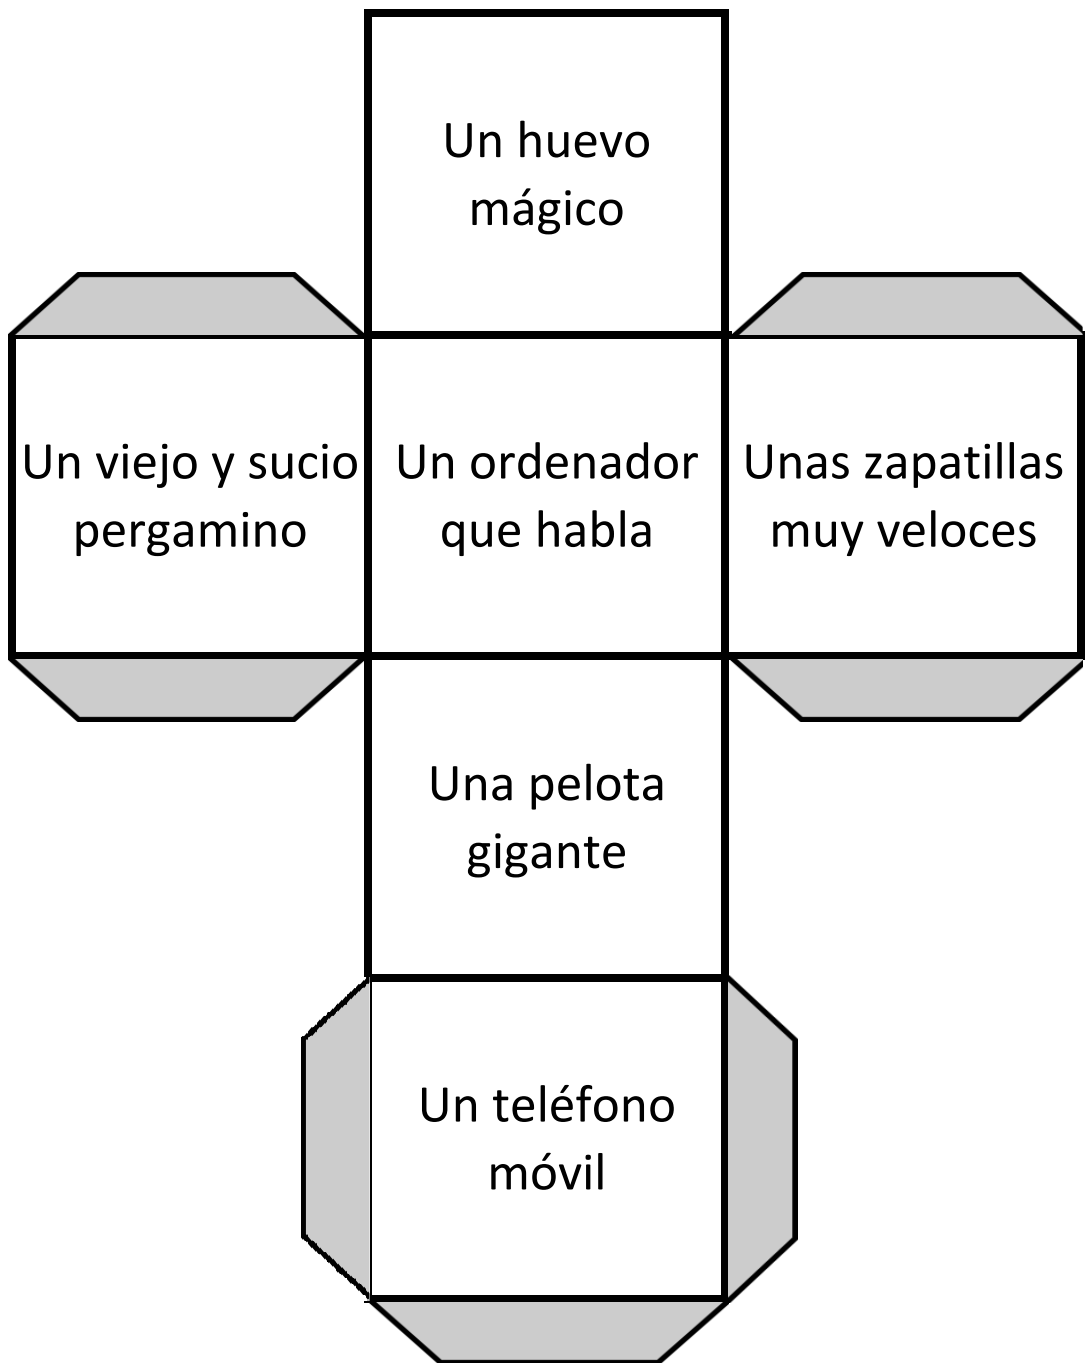 Un huevo
mágico
Un viejo y sucio
pergamino
Un ordenador
que habla
Unas zapatillas
muy veloces
Una pelota
gigante
Un teléfono
móvil